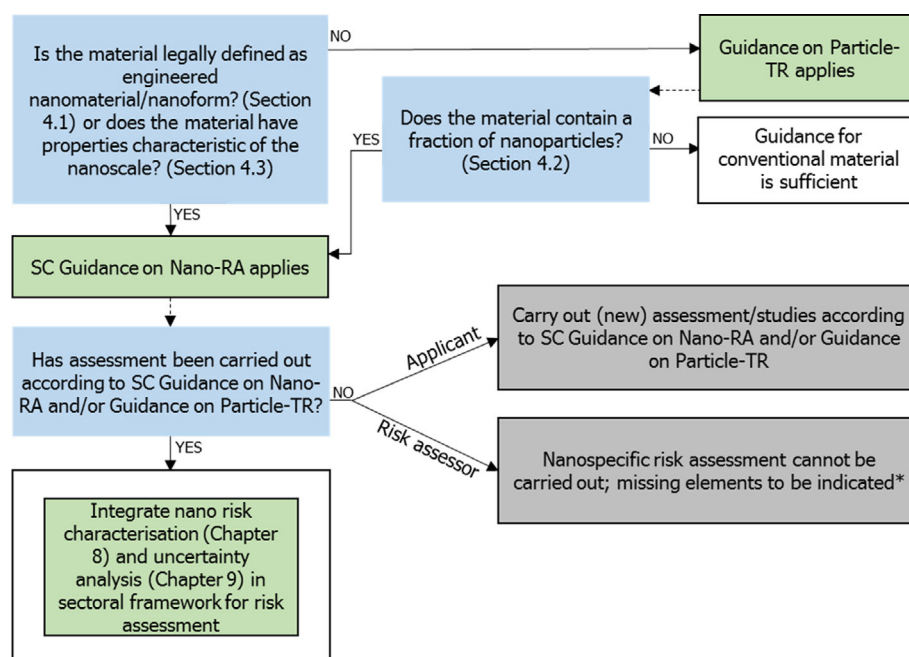 Is the material legally defined as
engineered
nanomaterial/nanoform? (Section
4.1) or does the material have
properties characteristic of the
nanoscale? (Section 4.3)
NO
Guidance on Particle-
TR applies
Does the material contain a
fraction of nanoparticles?
(Section 4.2)
YES
NO
Guidance for
conventional material
is sufficient
YES
SC Guidance on Nano-RA applies
Has assessment been carried out
according to SC Guidance on Nano-
RA and/or Guidance on Particle-TR?
NO
Applicant
Carry out (new) assessment/studies according
to SC Guidance on Nano-RA and/or Guidance
on Particle-TR
Risk assessor
Nanospecific risk assessment cannot be
carried out; missing elements to be indicated*
YES
Integrate nano risk
characterisation (Chapter
8) and uncertainty
analysis (Chapter 9) in
sectoral framework for risk
assessment